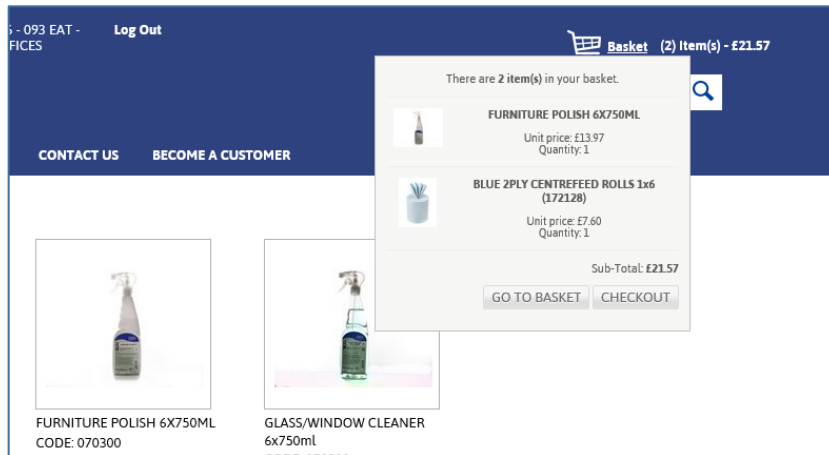 - 093 EAT -
FICES
Log Out
Basket (2) Item(s) - £21.57
There are 2 item(s) in your basket.
FURNITURE POLISH 6X750ML
Unit price: £13.97
Quantity: 1
BLUE 2PLY CENTREFEED ROLLS 1x6
(172128)
Unit price: £7.60
Quantity: 1
Sub-Total: £21.57
GO TO BASKET CHECKOUT
CONTACT US BECOME A CUSTOMER
FURNITURE POLISH 6X750ML
CODE: 070300
GLASS/WINDOW CLEANER
6x750ml